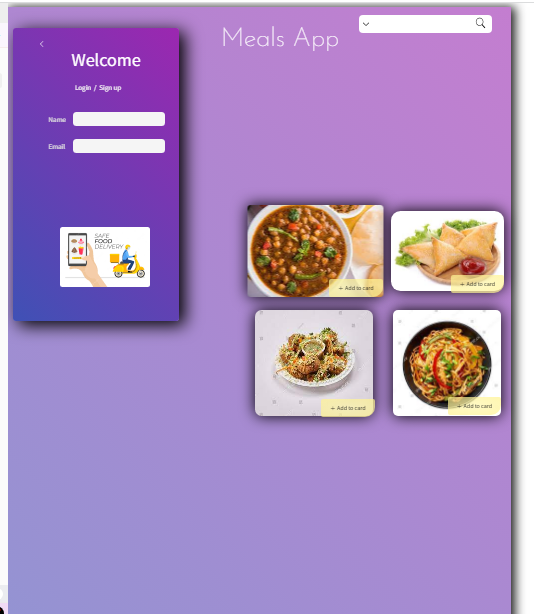 Meals App
Welcome
Login / Sign up
Name
Email
SAFE
FOOD
DELIVERY
+ Add to card
+ Add to card
+ Add to card
+ Add to card